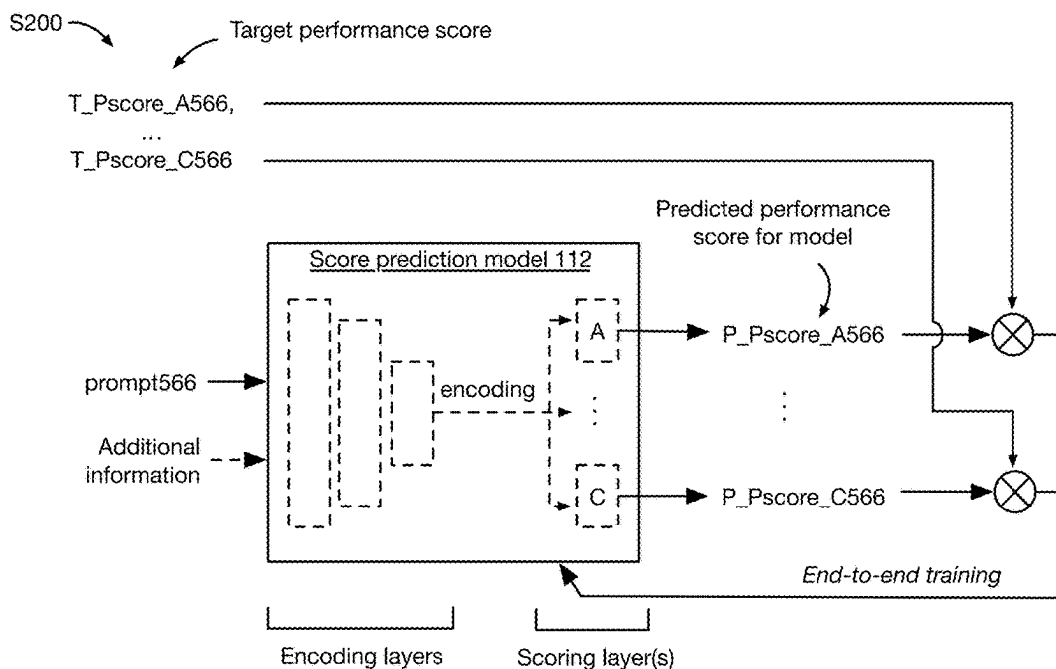 S200
Target performance score
T_Pscore_A566,
...
T_Pscore_C566
Predicted performance
score for model
Score prediction model 112
A
P_Pscore_A566
prompt566
encoding
Additional
information
C
P_Pscore_C566
End-to-end training
Encoding layers
Scoring layer(s)